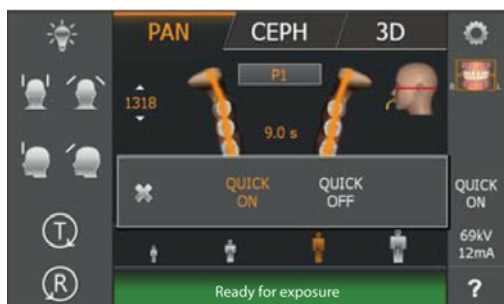 PAN
CEPH
3D
P1
1318
9.0 s
R
L
QUICK
ON
QUICK
OFF
QUICK
ON
69kV
12mA
T
R
Ready for exposure
?